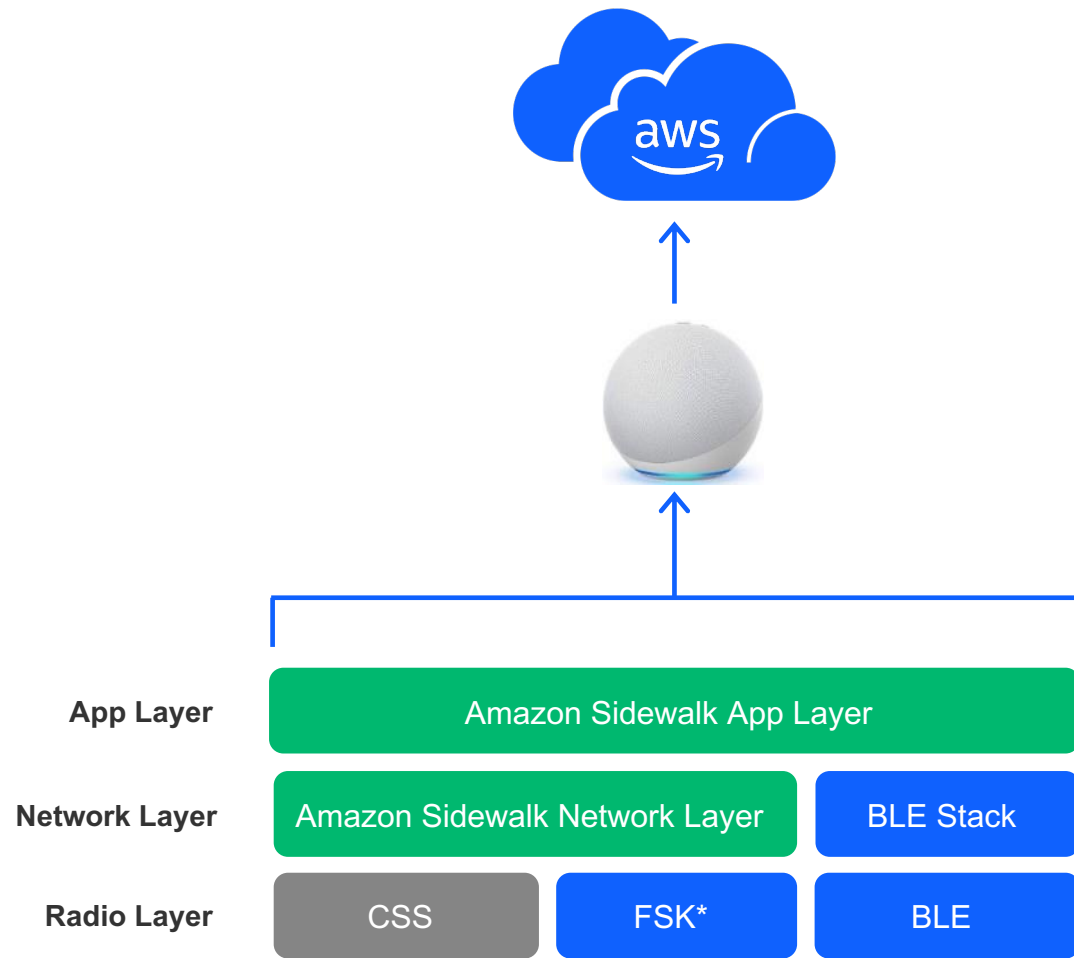 aws
App Layer
Amazon Sidewalk App Layer
Network Layer
Amazon Sidewalk Network Layer
BLE Stack
Radio Layer
CSS
FSK*
BLE